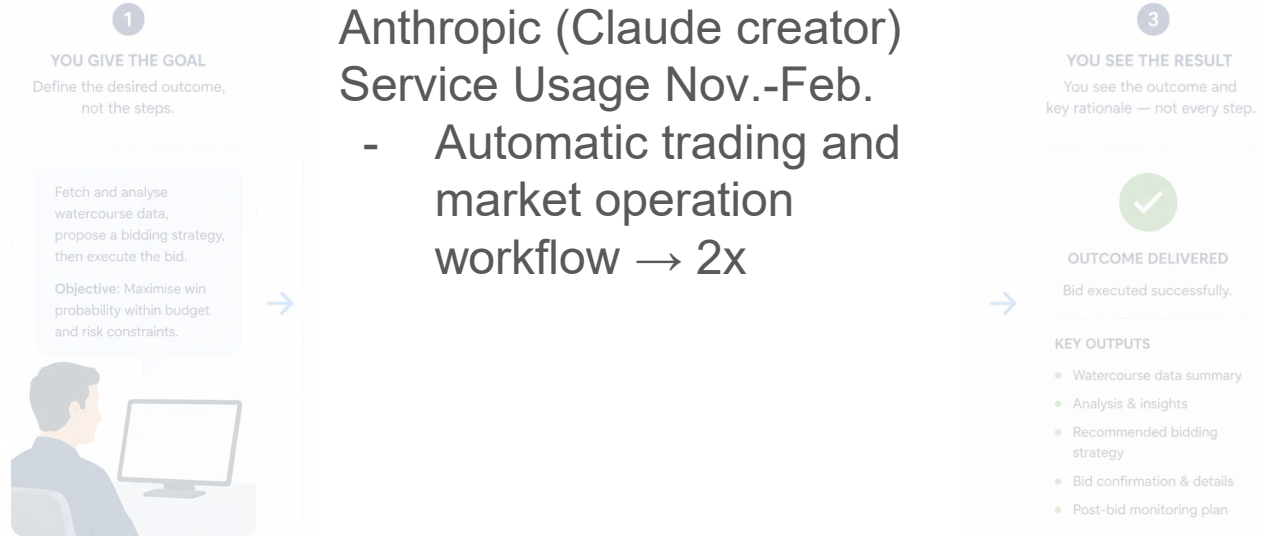 1
YOU GIVE THE GOAL
Define the desired outcome,
not the steps.
Fetch and analyse
watercourse data,
propose a bidding strategy,
then execute the bid.
Objective: Maximise win
probability within budget
and risk constraints.
Anthropic (Claude creator)
Service Usage Nov.-Feb.
- Automatic trading and
market operation
workflow → 2x
3
YOU SEE THE RESULT
You see the outcome and
key rationale — not every step.
OUTCOME DELIVERED
Bid executed successfully.
KEY OUTPUTS
• Watercourse data summary
• Analysis & insights
• Recommended bidding
strategy
• Bid confirmation & details
• Post-bid monitoring plan